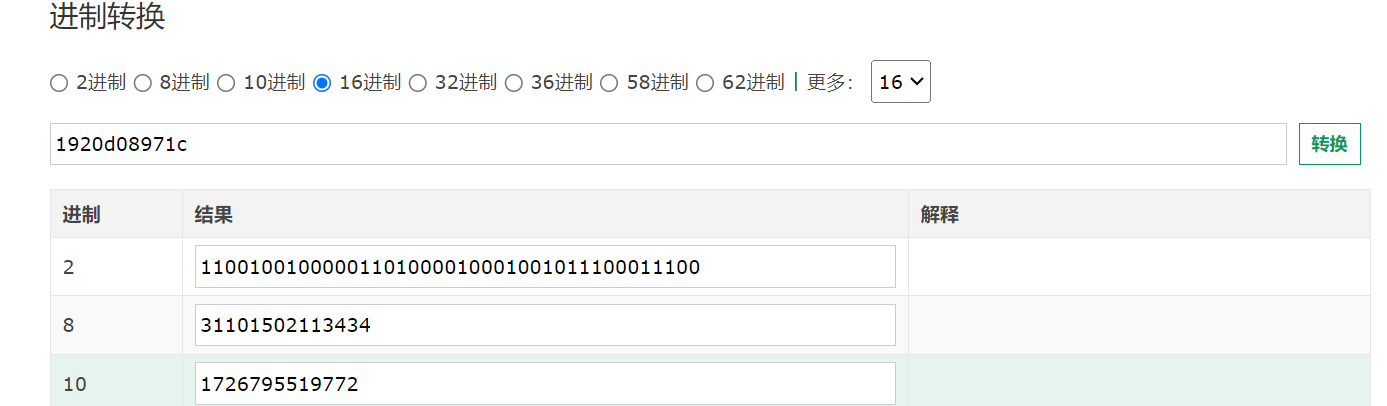 进制转换
2进制 8进制 10进制 16进制 32进制 36进制 58进制 62进制 | 更多: 16
1920d08971c 转换
进制 结果 解释
2 11001001000001101000010001001011100011100
8 31101502113434
10 1726795519772